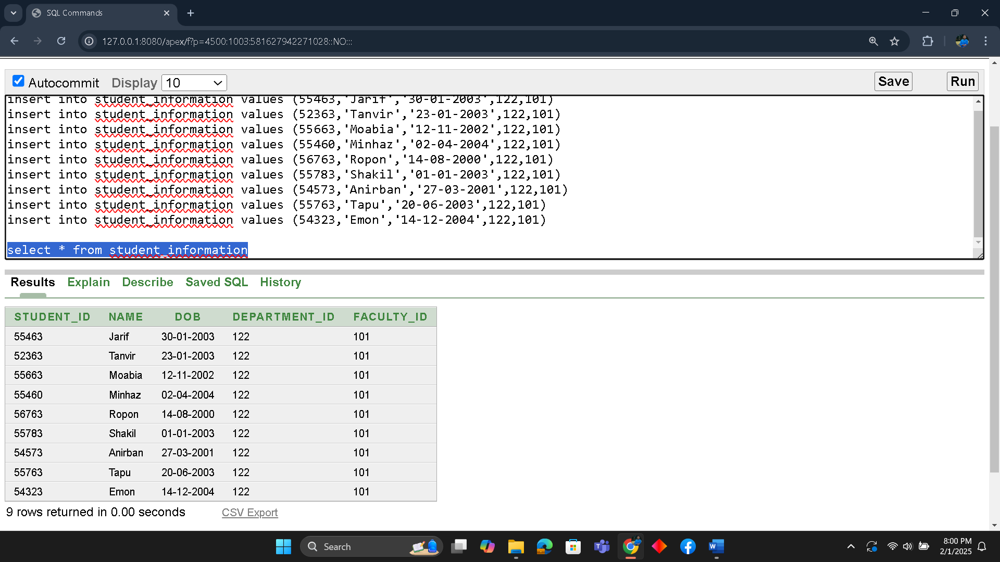 SQL Commands
127.0.0.1:8080/apex/f?p=4500:1003:581627942271028::NO:::
Autocommit Display 10 Save Run
insert into student_information values (55463,'Jarif','30-01-2003',122,101)
insert into student_information values (52363,'Tanvir','23-01-2003',122,101)
insert into student_information values (55663,'Moabia','12-11-2002',122,101)
insert into student_information values (55460,'Minhaz','02-04-2004',122,101)
insert into student_information values (56763,'Ropon','14-08-2000',122,101)
insert into student_information values (55783,'Shakil','01-01-2003',122,101)
insert into student_information values (54573,'Anirban','27-03-2001',122,101)
insert into student_information values (55763,'Tapu','20-06-2003',122,101)
insert into student_information values (54323,'Emon','14-12-2004',122,101)
select * from student_information
Results Explain Describe Saved SQL History
STUDENT_ID NAME DOB DEPARTMENT_ID FACULTY_ID
55463 Jarif 30-01-2003 122 101
52363 Tanvir 23-01-2003 122 101
55663 Moabia 12-11-2002 122 101
55460 Minhaz 02-04-2004 122 101
56763 Ropon 14-08-2000 122 101
55783 Shakil 01-01-2003 122 101
54573 Anirban 27-03-2001 122 101
55763 Tapu 20-06-2003 122 101
54323 Emon 14-12-2004 122 101
9 rows returned in 0.00 seconds CSV Export
Search
8:00 PM
2/1/2025